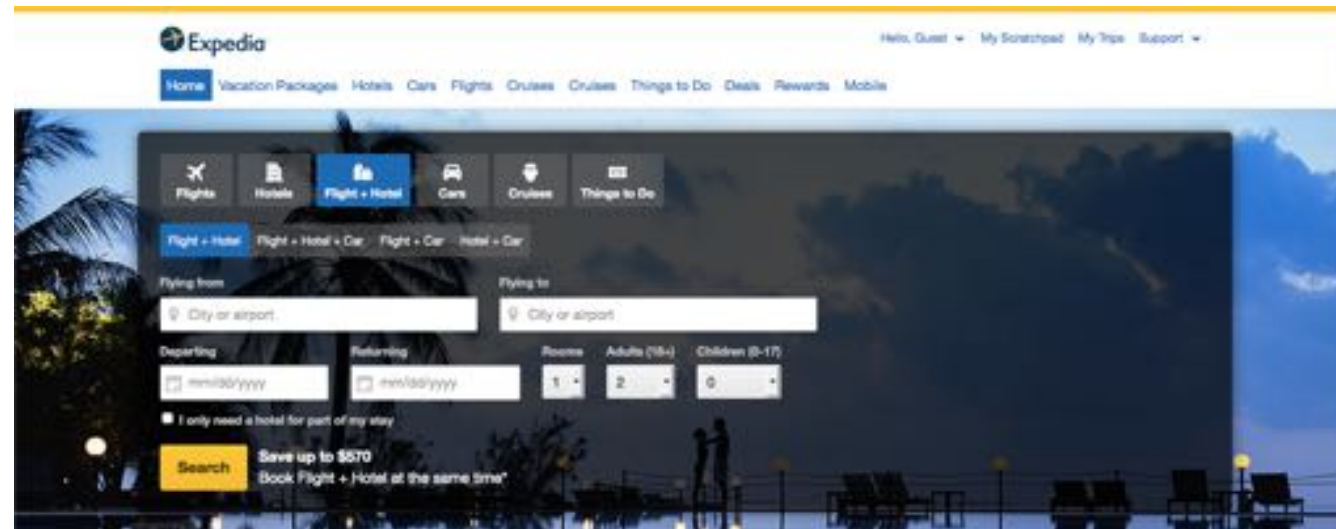 Expedia
Hello, Guest My Scratchpad My Trips Support
Home Vacation Packages Hotels Cars Flights Cruises Cruises Things to Do Deals Rewards Mobile
Flights Hotels Flight + Hotel Cars Cruises Things to Do
Flight + Hotel Flight + Hotel + Car Flight + Car Hotel + Car
Flying from Flying to
City or airport City or airport
Departing Returning Rooms Adults (18+) Children (0-17)
mm/dd/yyyy mm/dd/yyyy 1 2 0
I only need a hotel for part of my stay
Search
Save up to $570
Book Flight + Hotel at the same time*